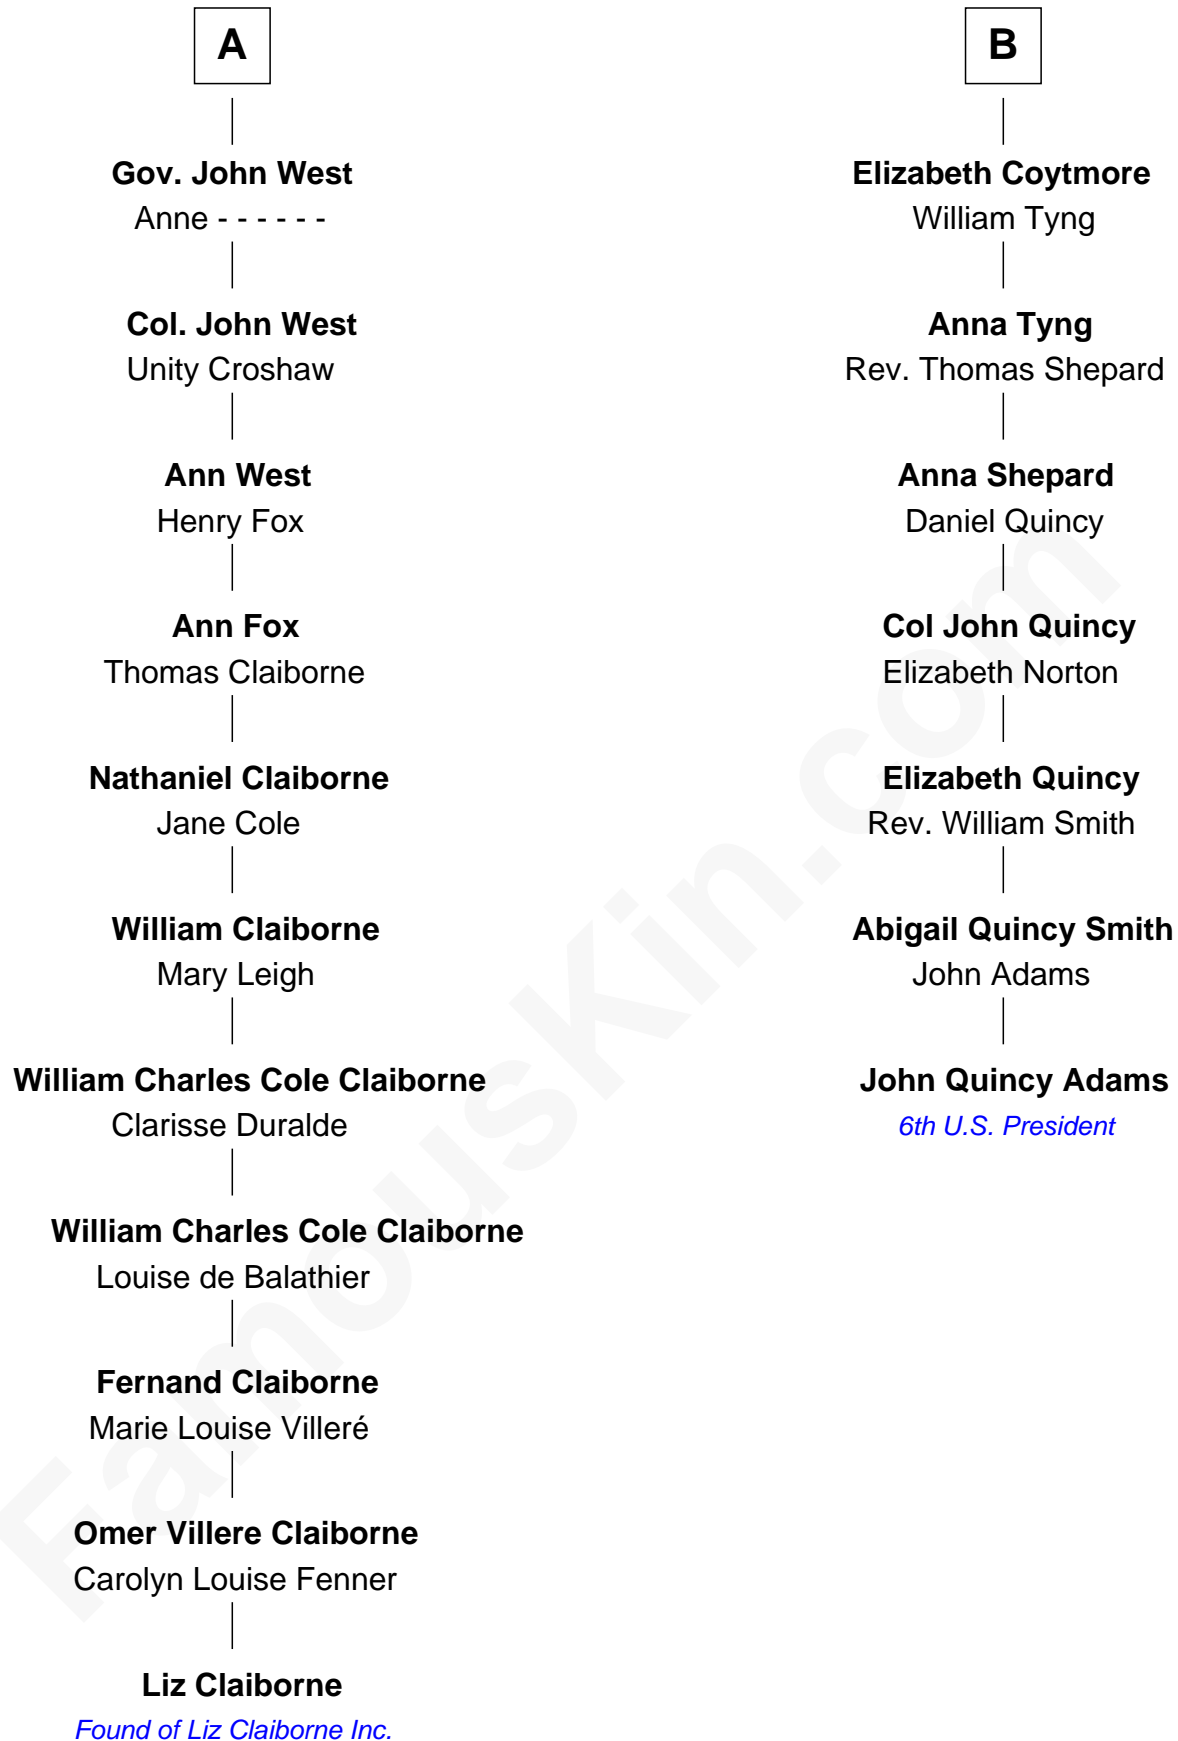 A
Gov. John West
Anne - - - - - -
Col. John West
Unity Croshaw
Ann West
Henry Fox
Ann Fox
Thomas Claiborne
Nathaniel Claiborne
Jane Cole
William Claiborne
Mary Leigh
William Charles Cole Claiborne
Clarisse Duralde
William Charles Cole Claiborne
Louise de Balathier
Fernand Claiborne
Marie Louise Villeré
Omer Villere Claiborne
Carolyn Louise Fenner
Liz Claiborne
Found of Liz Claiborne Inc.
B
Elizabeth Coytmore
William Tyng
Anna Tyng
Rev. Thomas Shepard
Anna Shepard
Daniel Quincy
Col John Quincy
Elizabeth Norton
Elizabeth Quincy
Rev. William Smith
Abigail Quincy Smith
John Adams
John Quincy Adams
6th U.S. President
FamousKin.com